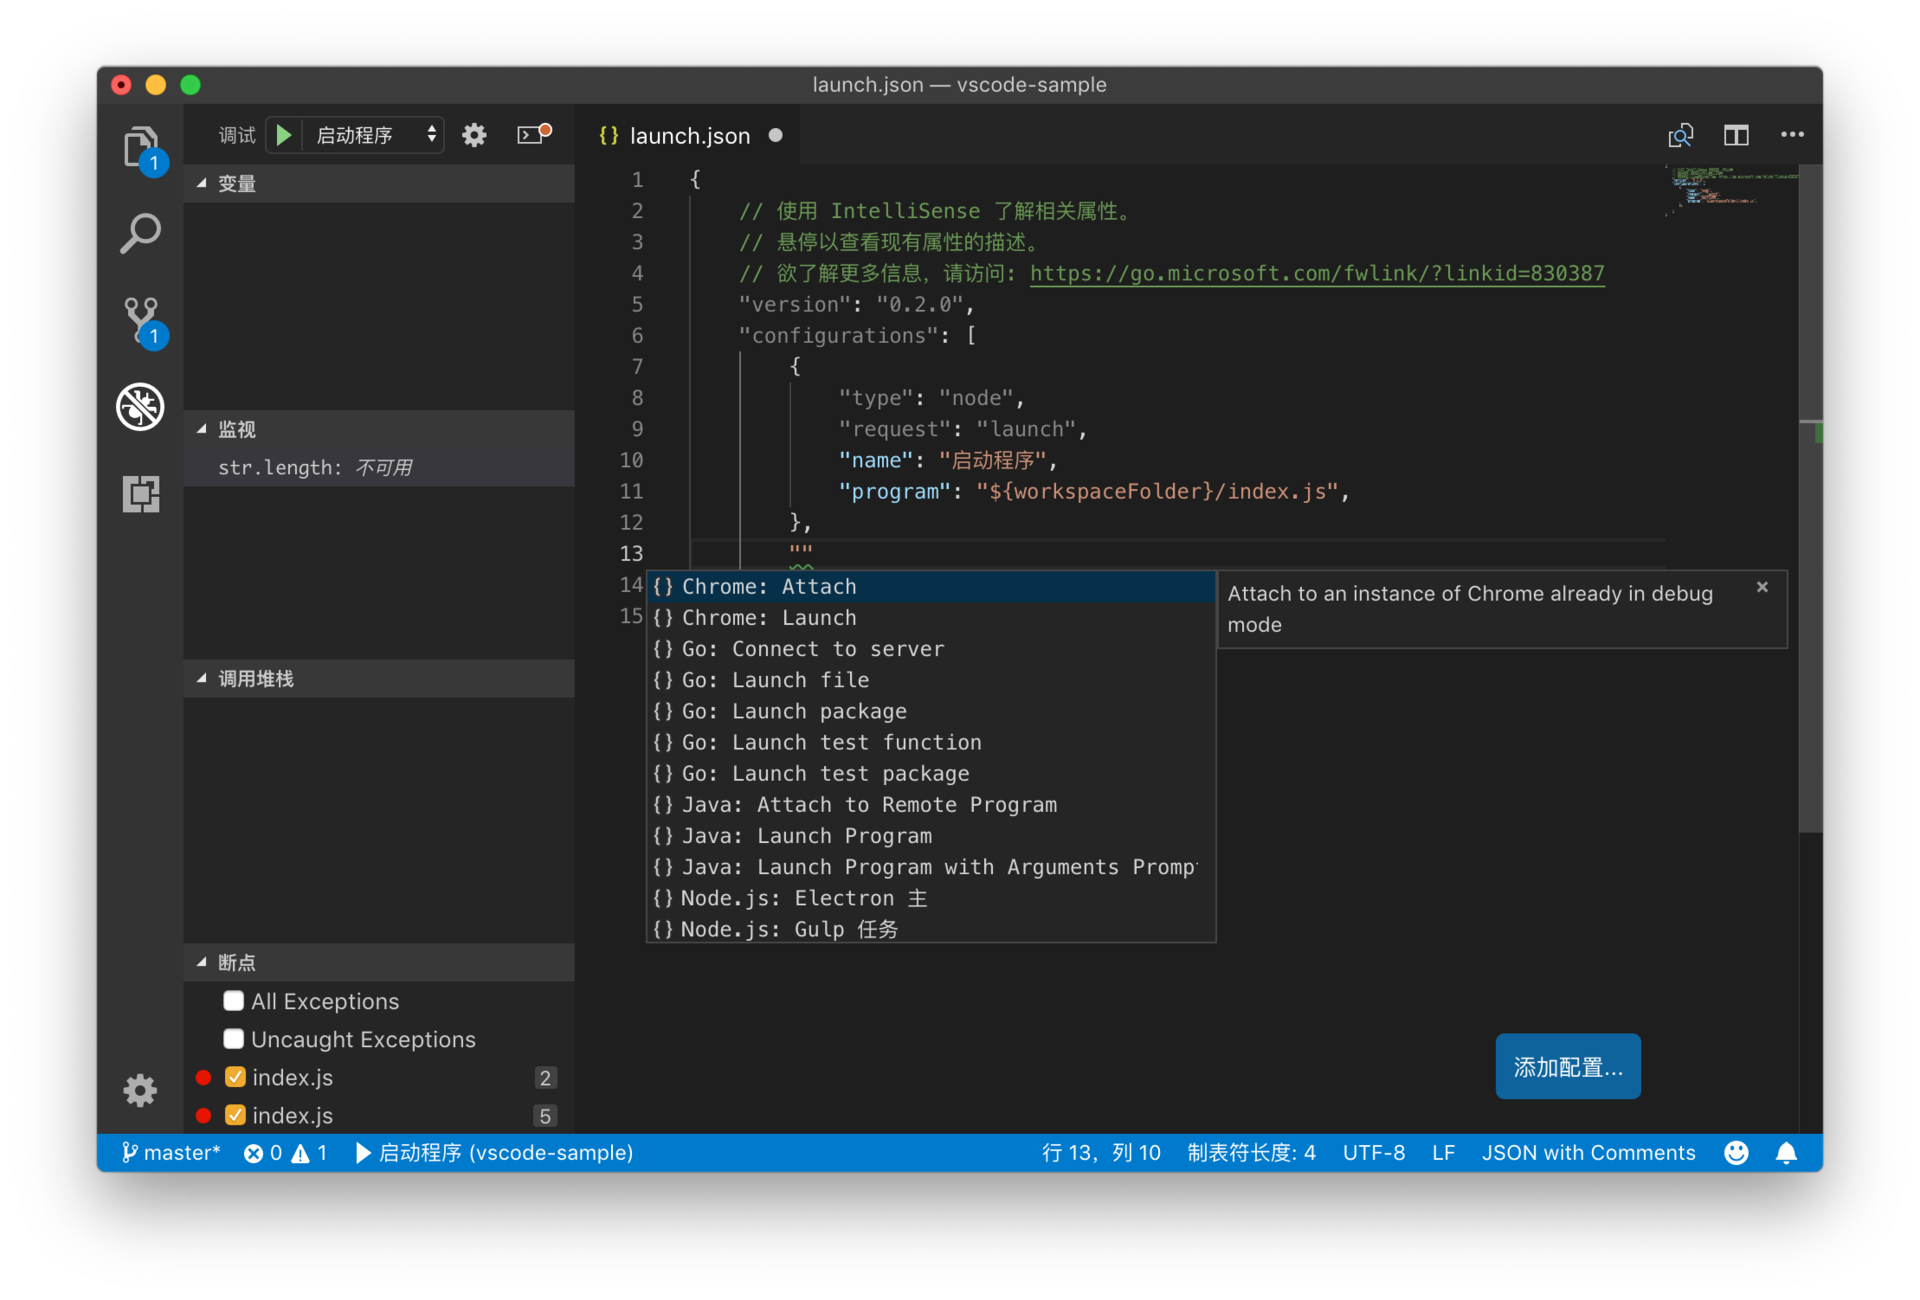 launch.json — vscode-sample
调试 启动程序
{} launch.json
变量
监视
str.length: 不可用
调用堆栈
断点
All Exceptions
Uncaught Exceptions
index.js 2
index.js 5
1
1
1 {
2 // 使用 IntelliSense 了解相关属性。
3 // 悬停以查看现有属性的描述。
4 // 欲了解更多信息，请访问: https://go.microsoft.com/fwlink/?linkid=830387
5 "version": "0.2.0",
6 "configurations": [
7 {
8 "type": "node",
9 "request": "launch",
10 "name": "启动程序",
11 "program": "${workspaceFolder}/index.js",
12 },
13 ""
14
15
{} Chrome: Attach
{} Chrome: Launch
{} Go: Connect to server
{} Go: Launch file
{} Go: Launch package
{} Go: Launch test function
{} Go: Launch test package
{} Java: Attach to Remote Program
{} Java: Launch Program
{} Java: Launch Program with Arguments Promp
{} Node.js: Electron 主
{} Node.js: Gulp 任务
Attach to an instance of Chrome already in debug
mode
添加配置...
master* 0 1 启动程序 (vscode-sample) 行 13，列 10 制表符长度: 4 UTF-8 LF JSON with Comments